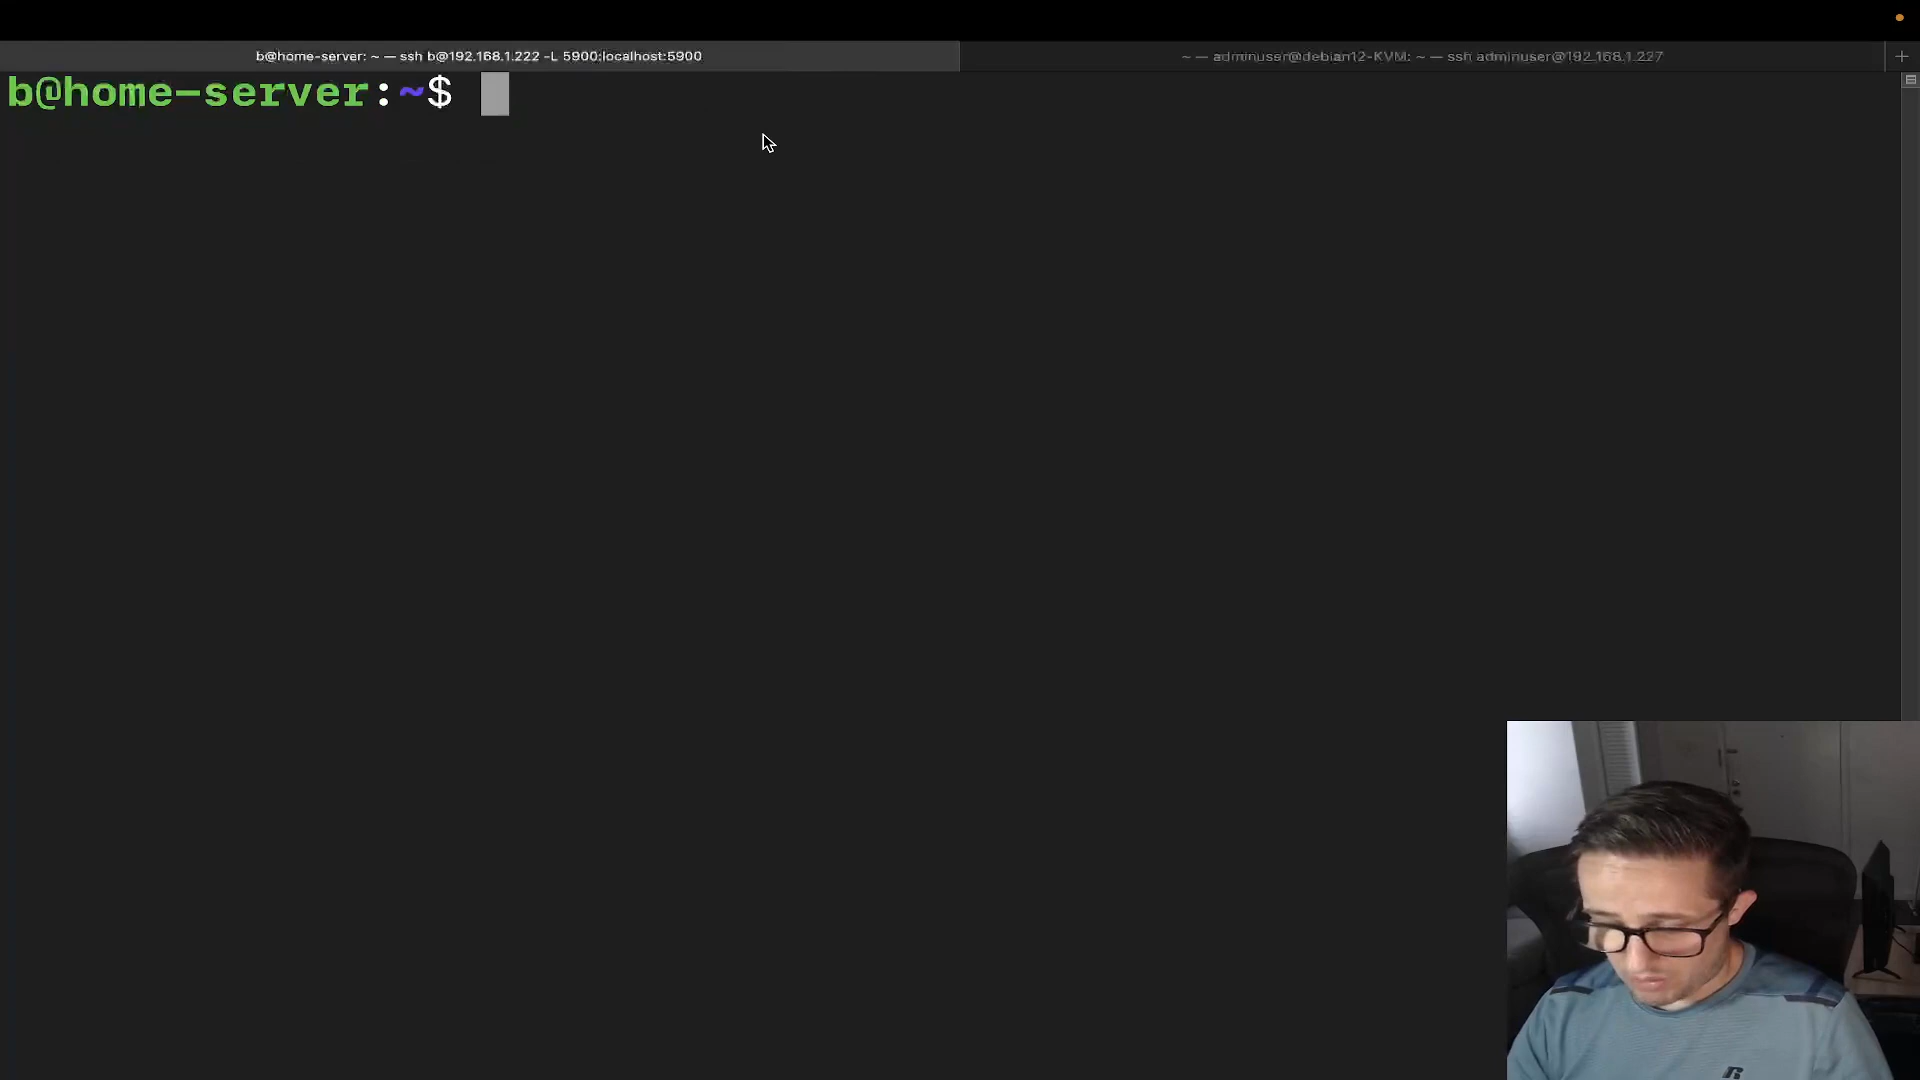 b@home-server: ~ — ssh b@192.168.1.222 -L 5900:localhost:5900
~ — adminuser@debian12-KVM: ~ — ssh adminuser@192.168.1.227
b@home-server:~$